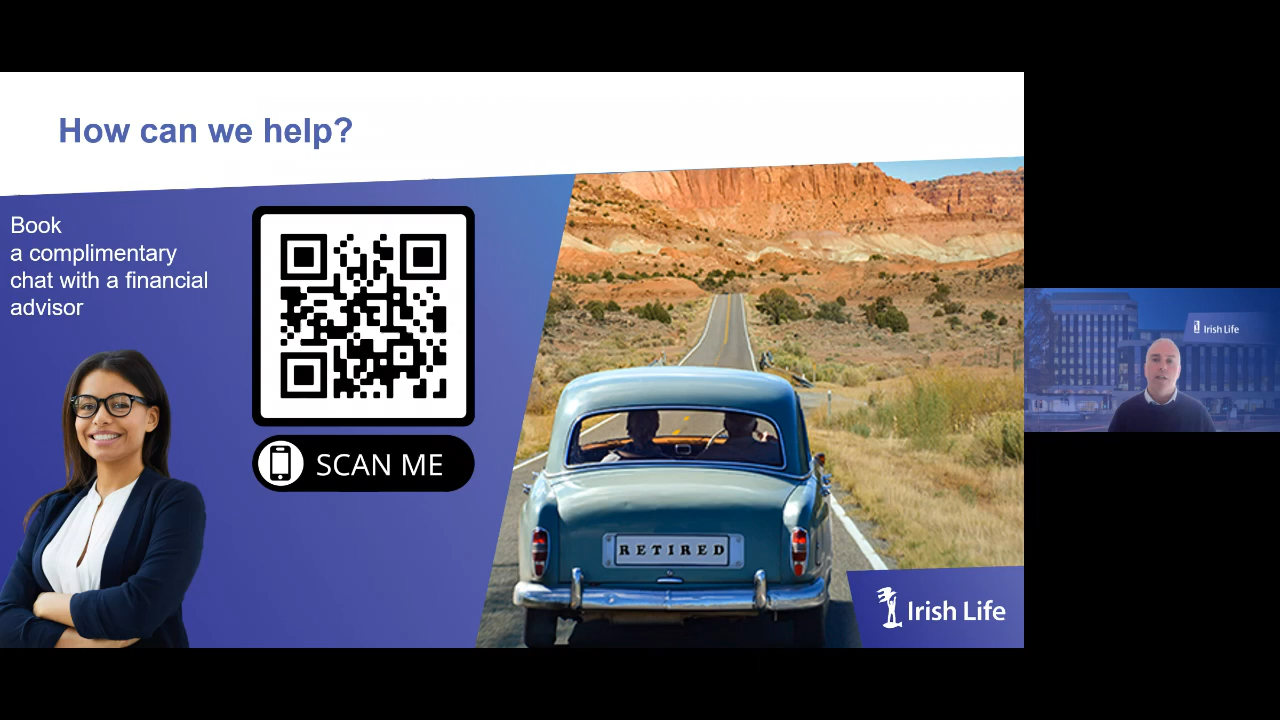 How can we help?
Book
a complimentary
chat with a financial
advisor
SCAN ME
RETIRED
Irish Life
Irish Life